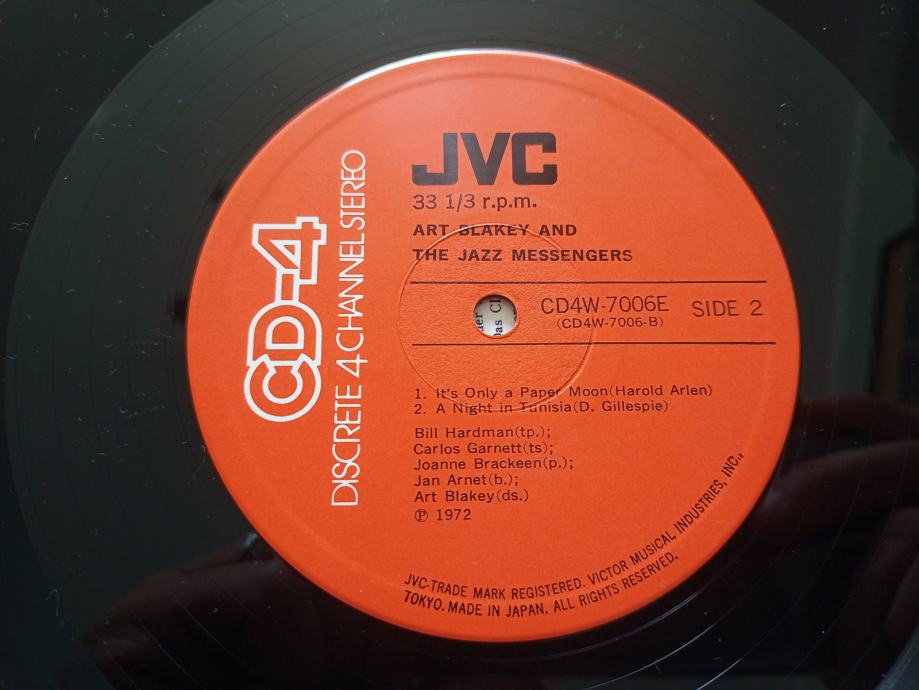 JVC
33 1/3 r.p.m.
ART BLAKEY AND
THE JAZZ MESSENGERS
CD-4
DISCRETE 4 CHANNEL STEREO
CD4W-7006E
(CD4W-7006-B)
SIDE 2
1. It's Only a Paper Moon(Harold Arlen)
2. A Night in Tunisia(D. Gillespie)
Bill Hardman(tp.);
Carlos Garnett(ts);
Joanne Brackeen(p.);
Jan Arnet(b.);
Art Blakey(ds.)
℗ 1972
JVC-TRADE MARK REGISTERED. VICTOR MUSICAL INDUSTRIES, INC.,
TOKYO. MADE IN JAPAN. ALL RIGHTS RESERVED.